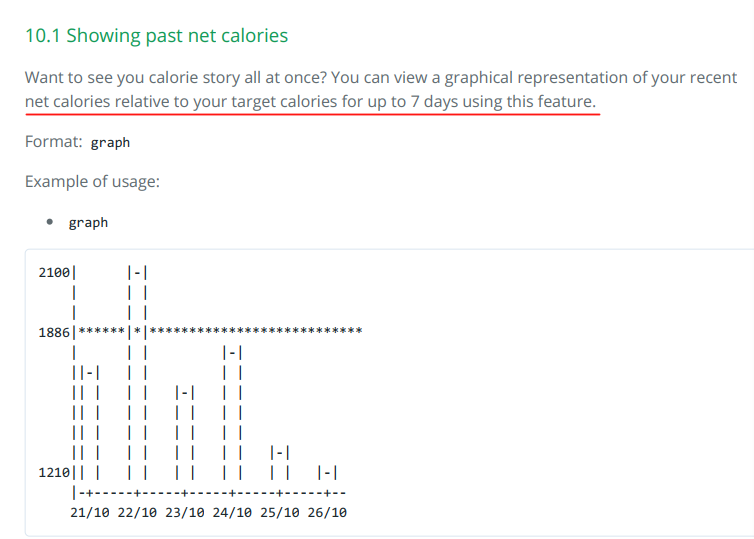 10.1 Showing past net calories
Want to see you calorie story all at once? You can view a graphical representation of your recent
net calories relative to your target calories for up to 7 days using this feature.
Format: graph
Example of usage:
• graph
2100|      |-|
    |      | |
    |      | |
1886|******|*|***************************
    |      | |         |-|
    ||-|   | |         | |
    || |   | |   |-|   | |
    || |   | |   | |   | |
    || |   | |   | |   | |
    || |   | |   | |   | |   |-|
1210|| |   | |   | |   | |   | |   |-|
    |-+-----+-----+-----+-----+-----+--
    21/10 22/10 23/10 24/10 25/10 26/10